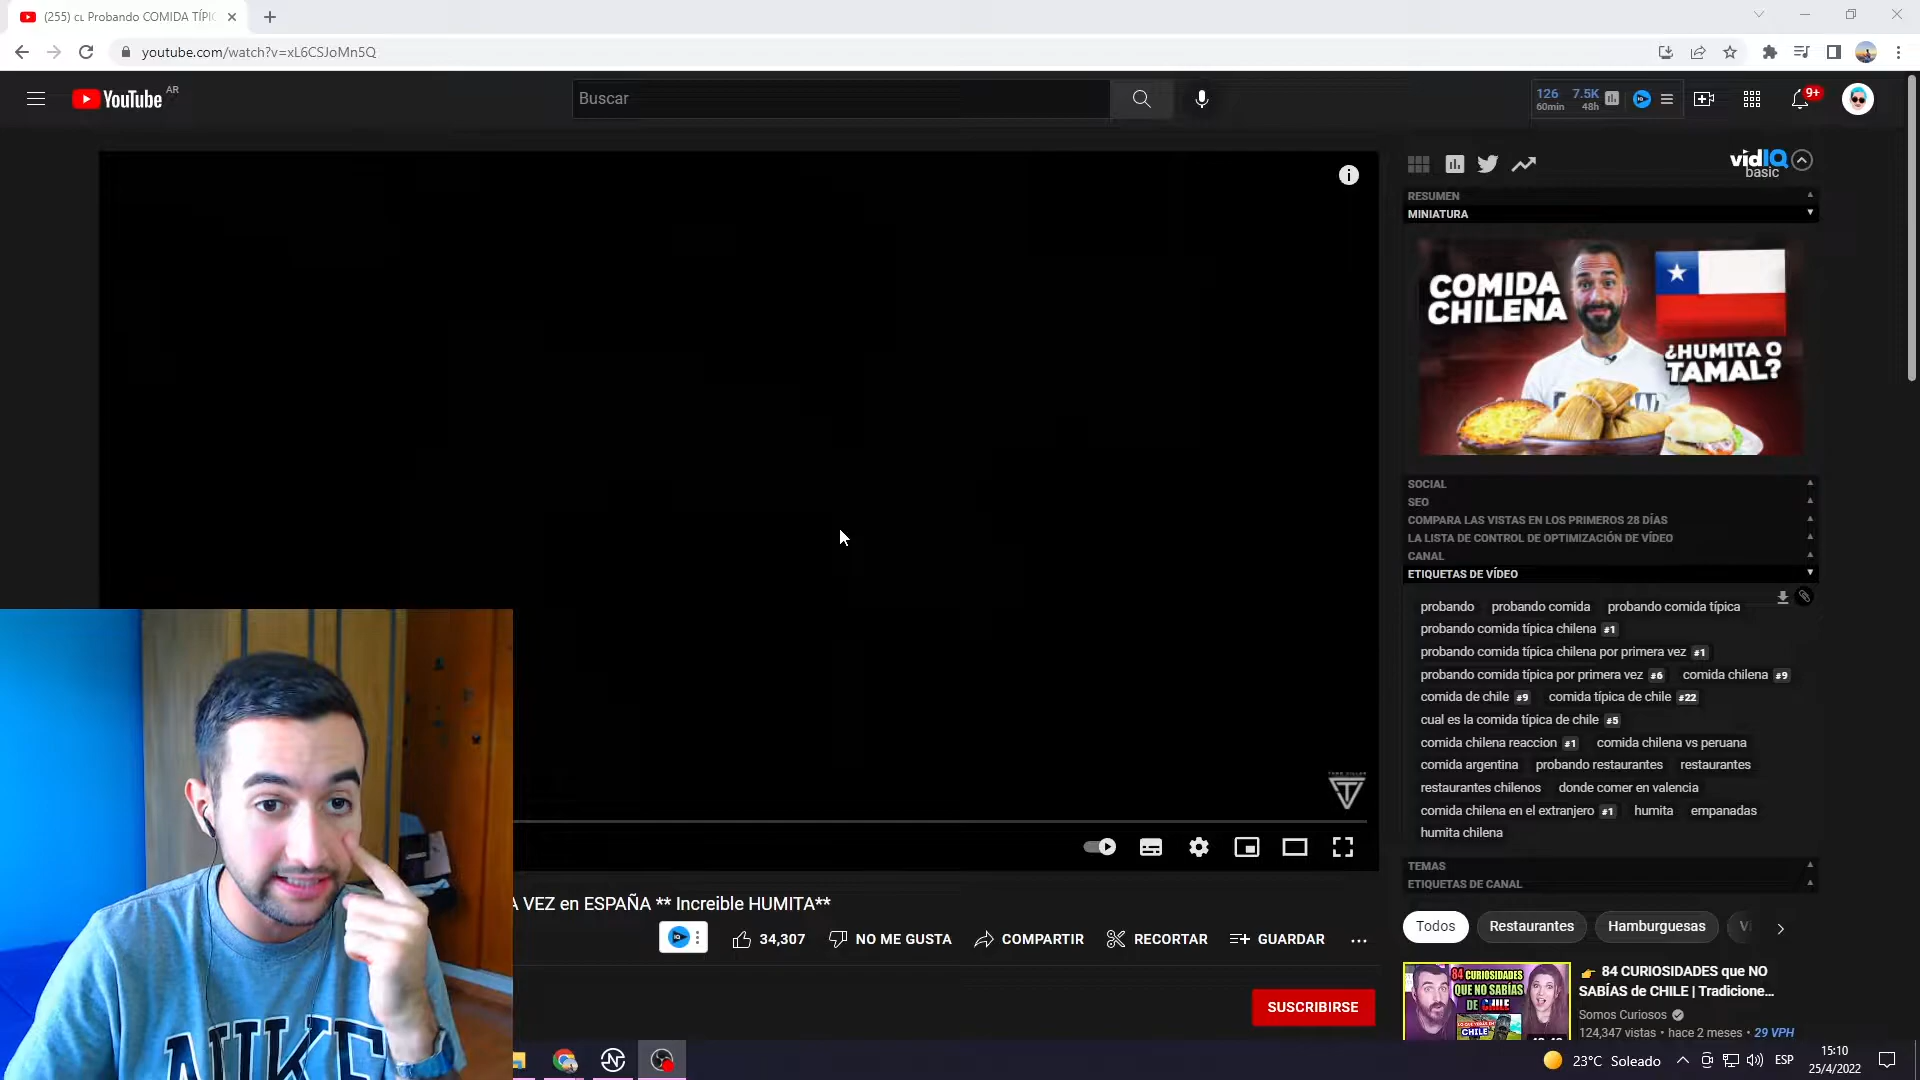 (255) CL Probando COMIDA TÍPIC
youtube.com/watch?v=xL6CSJoMn5Q
YouTube AR
Buscar
126 7.5K
60min 48h
9+
vidIQ
basic
RESUMEN
MINIATURA
COMIDA
CHILENA
¿HUMITA O
TAMAL?
SOCIAL
SEO
COMPARA LAS VISTAS EN LOS PRIMEROS 28 DÍAS
LA LISTA DE CONTROL DE OPTIMIZACIÓN DE VÍDEO
CANAL
ETIQUETAS DE VÍDEO
probando probando comida probando comida típica
probando comida típica chilena #1
probando comida típica chilena por primera vez #1
probando comida típica por primera vez #6 comida chilena #9
comida de chile #9 comida típica de chile #22
cual es la comida típica de chile #5
comida chilena reaccion #1 comida chilena vs peruana
comida argentina probando restaurantes restaurantes
restaurantes chilenos donde comer en valencia
comida chilena en el extranjero #1 humita empanadas
humita chilena
TEMAS
ETIQUETAS DE CANAL
A VEZ en ESPAÑA ** Increible HUMITA**
34,307 NO ME GUSTA COMPARTIR RECORTAR GUARDAR
SUSCRIBIRSE
Todos Restaurantes Hamburguesas
84 CURIOSIDADES
QUE NO SABÍAS
DE CHILE
👉 84 CURIOSIDADES que NO
SABÍAS de CHILE | Tradicione...
Somos Curiosos
124,347 vistas • hace 2 meses • 29 VPH
NIKE
23°C Soleado ESP
15:10
25/4/2022